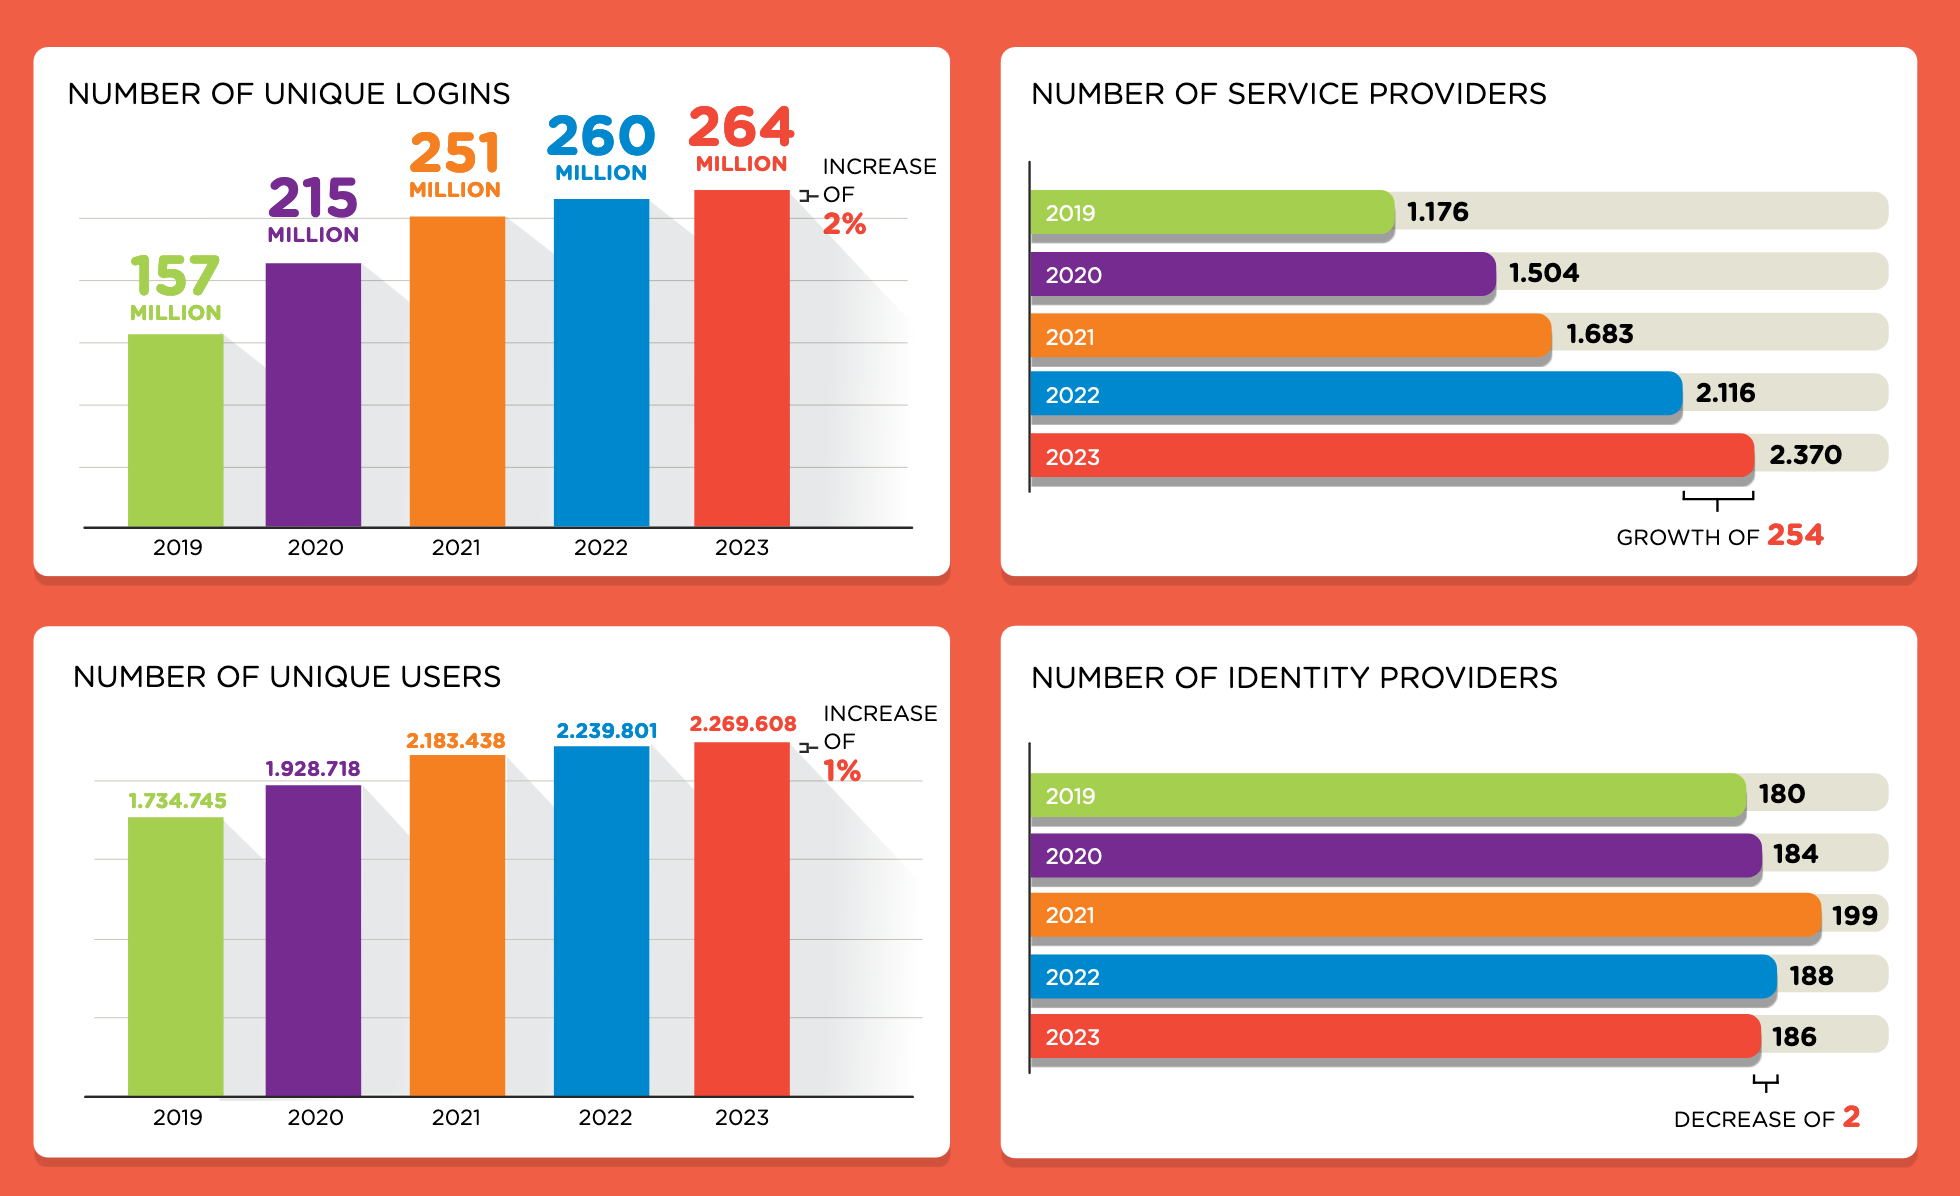 NUMBER OF UNIQUE LOGINS
157
MILLION
215
MILLION
251
MILLION
260
MILLION
264
MILLION
INCREASE
OF
2%
2019
2020
2021
2022
2023
NUMBER OF SERVICE PROVIDERS
2019 1.176
2020 1.504
2021 1.683
2022 2.116
2023 2.370
GROWTH OF 254
NUMBER OF UNIQUE USERS
1.734.745
1.928.718
2.183.438
2.239.801
2.269.608
INCREASE
OF
1%
2019
2020
2021
2022
2023
NUMBER OF IDENTITY PROVIDERS
2019 180
2020 184
2021 199
2022 188
2023 186
DECREASE OF 2